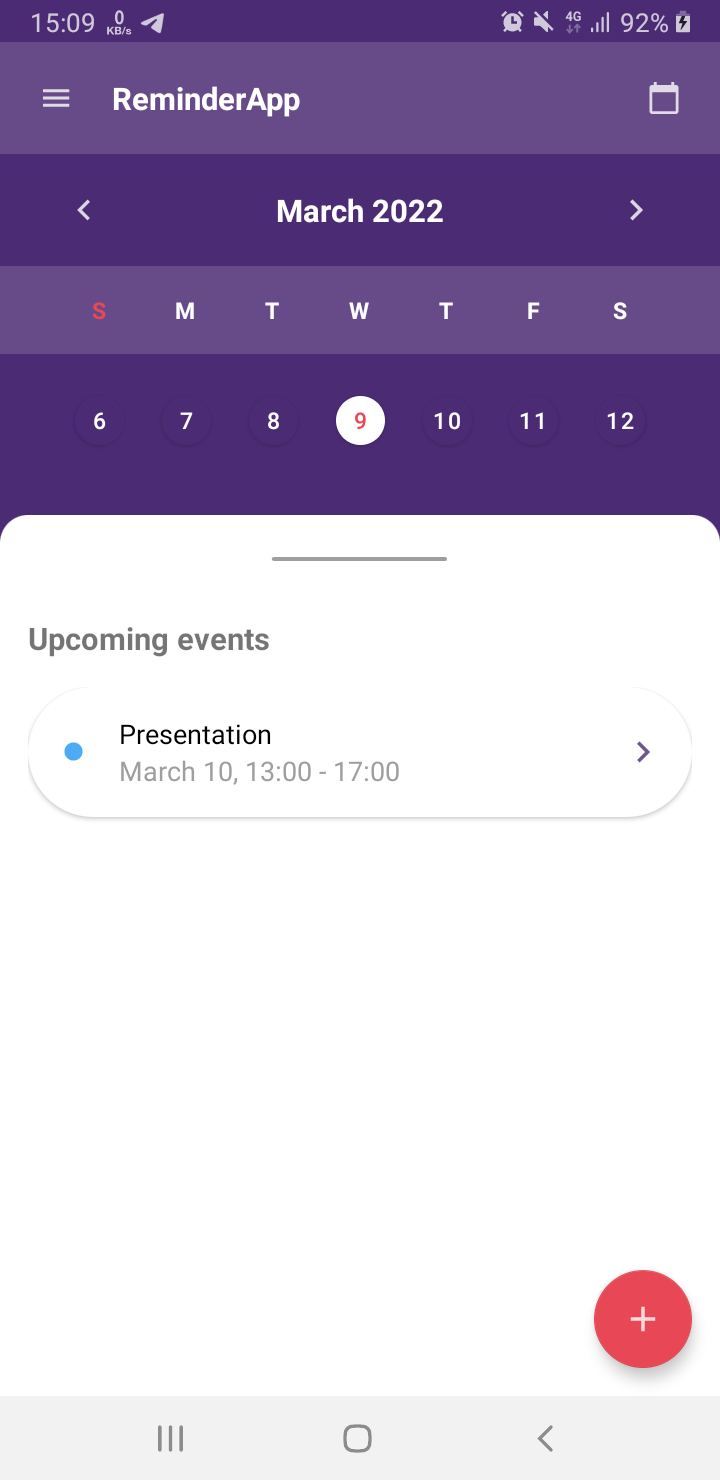 15:09 0 KB/s 4G 92%
ReminderApp
March 2022
S M T W T F S
6 7 8 9 10 11 12
Upcoming events
Presentation
March 10, 13:00 - 17:00